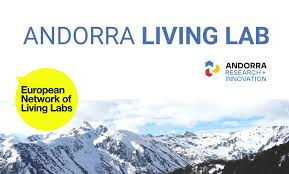 ANDORRA LIVING LAB
ANDORRA
RESEARCH+
INNOVATION
European
Network of
Living Labs